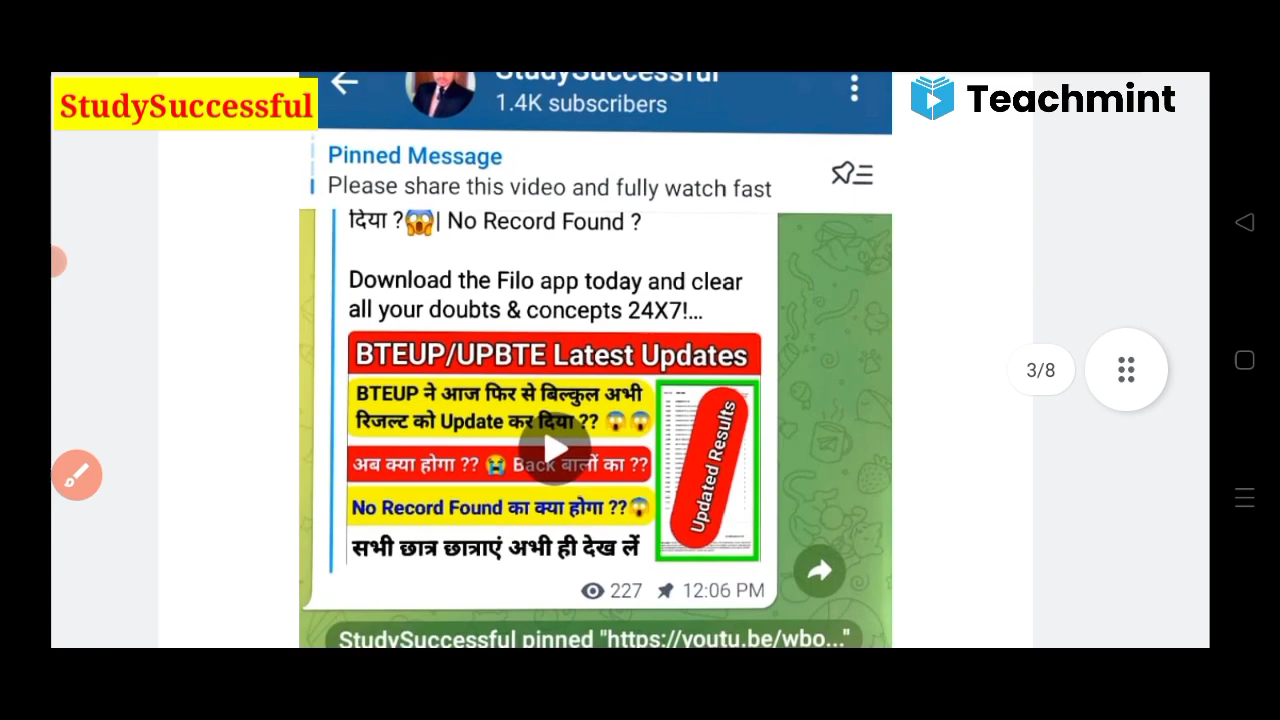 StudySuccessful
Teachmint
StudySuccessful
1.4K subscribers
Pinned Message
Please share this video and fully watch fast
दिया ?😱| No Record Found ?
Download the Filo app today and clear
all your doubts & concepts 24X7!...
BTEUP/UPBTE Latest Updates
BTEUP ने आज फिर से बिल्कुल अभी
रिजल्ट को Update कर दिया ?? 😱😱
अब क्या होगा ?? 😭 Back बालों का ??
No Record Found का क्या होगा ??😱
सभी छात्र छात्राएं अभी ही देख लें
Updated Results
227 12:06 PM
StudySuccessful pinned "https://youtu.be/wbo..."
3/8